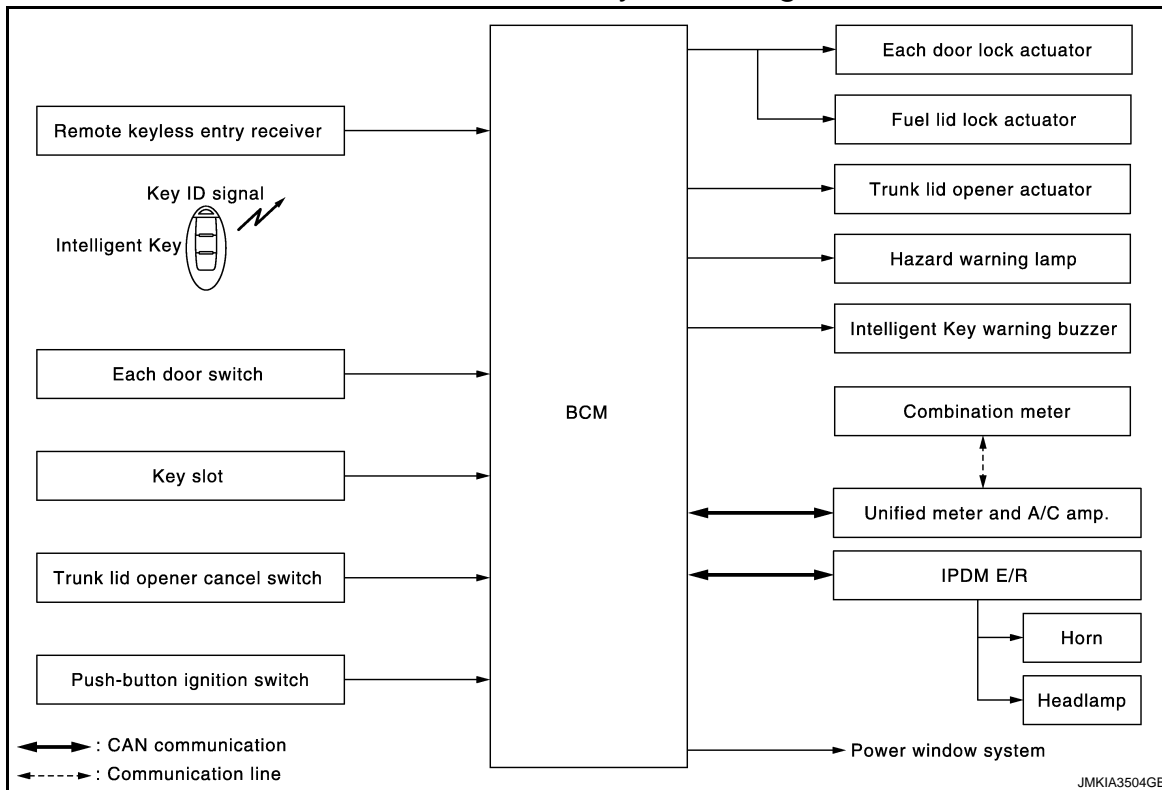 Remote keyless entry receiver
Key ID signal
Intelligent Key
Each door switch
Key slot
Trunk lid opener cancel switch
Push-button ignition switch
: CAN communication
: Communication line
BCM
Each door lock actuator
Fuel lid lock actuator
Trunk lid opener actuator
Hazard warning lamp
Intelligent Key warning buzzer
Combination meter
Unified meter and A/C amp.
IPDM E/R
Horn
Headlamp
Power window system
JMKIA3504GB